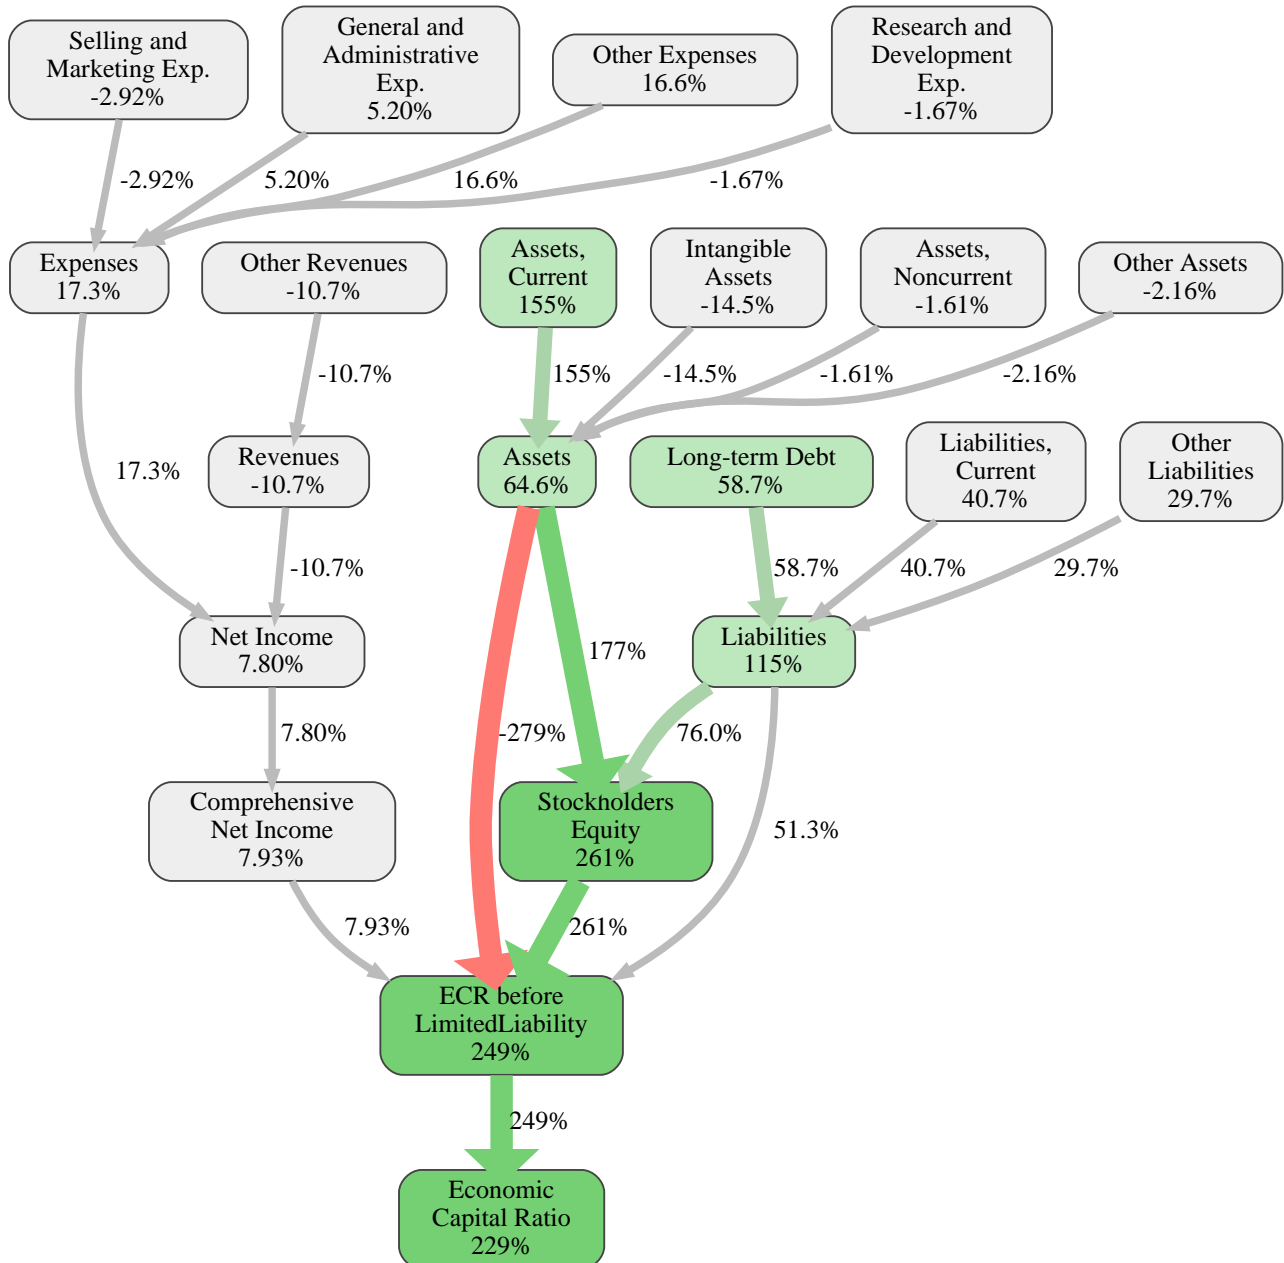 Selling and
Marketing Exp.
-2.92%
General and
Administrative
Exp.
5.20%
Other Expenses
16.6%
Research and
Development
Exp.
-1.67%
-2.92%
5.20%
16.6%
-1.67%
Expenses
17.3%
Other Revenues
-10.7%
Assets,
Current
155%
Intangible
Assets
-14.5%
Assets,
Noncurrent
-1.61%
Other Assets
-2.16%
-10.7%
155%
-14.5%
-1.61%
-2.16%
17.3%
Revenues
-10.7%
Assets
64.6%
Long-term Debt
58.7%
Liabilities,
Current
40.7%
Other
Liabilities
29.7%
-10.7%
58.7%
40.7%
29.7%
Net Income
7.80%
177%
Liabilities
115%
7.80%
-279%
76.0%
Comprehensive
Net Income
7.93%
Stockholders
Equity
261%
51.3%
7.93%
261%
ECR before
LimitedLiability
249%
249%
Economic
Capital Ratio
229%